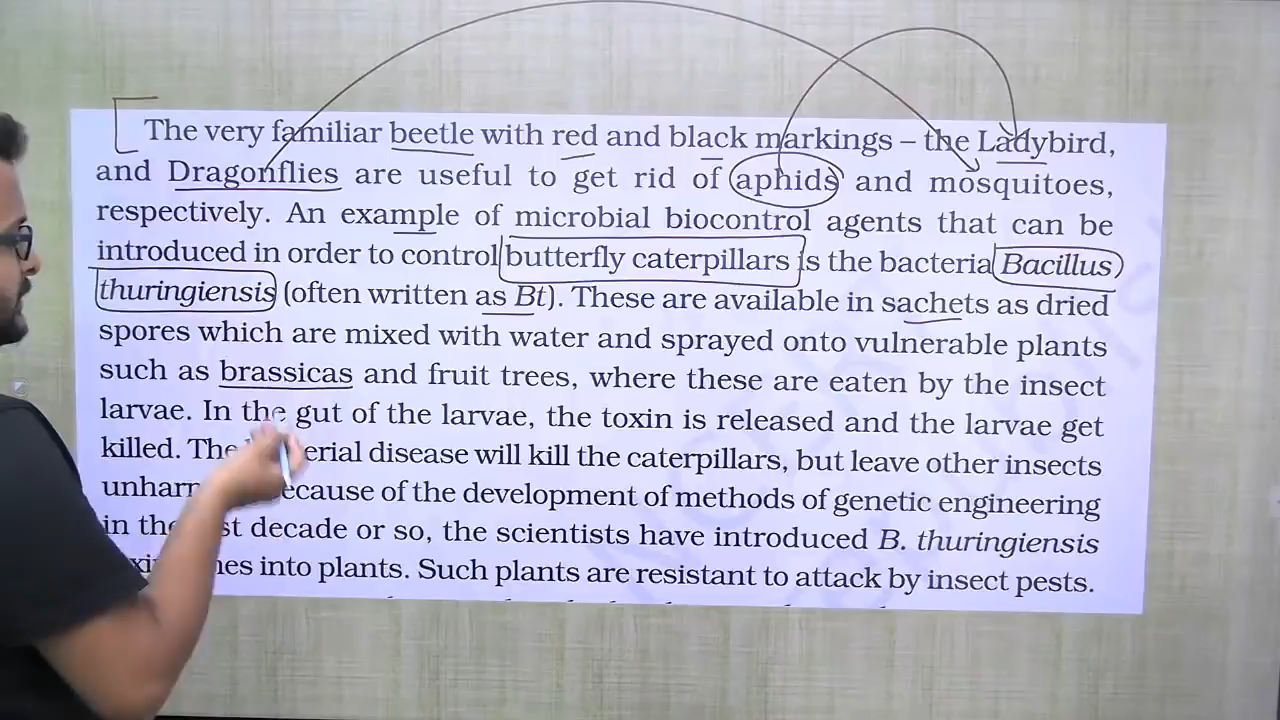 The very familiar beetle with red and black markings – the Ladybird,
and Dragonflies are useful to get rid of aphids and mosquitoes,
respectively. An example of microbial biocontrol agents that can be
introduced in order to control butterfly caterpillars is the bacteria Bacillus
thuringiensis (often written as Bt). These are available in sachets as dried
spores which are mixed with water and sprayed onto vulnerable plants
such as brassicas and fruit trees, where these are eaten by the insect
larvae. In the gut of the larvae, the toxin is released and the larvae get
killed. The erial disease will kill the caterpillars, but leave other insects
unhar ecause of the development of methods of genetic engineering
in the st decade or so, the scientists have introduced B. thuringiensis
xi nes into plants. Such plants are resistant to attack by insect pests.